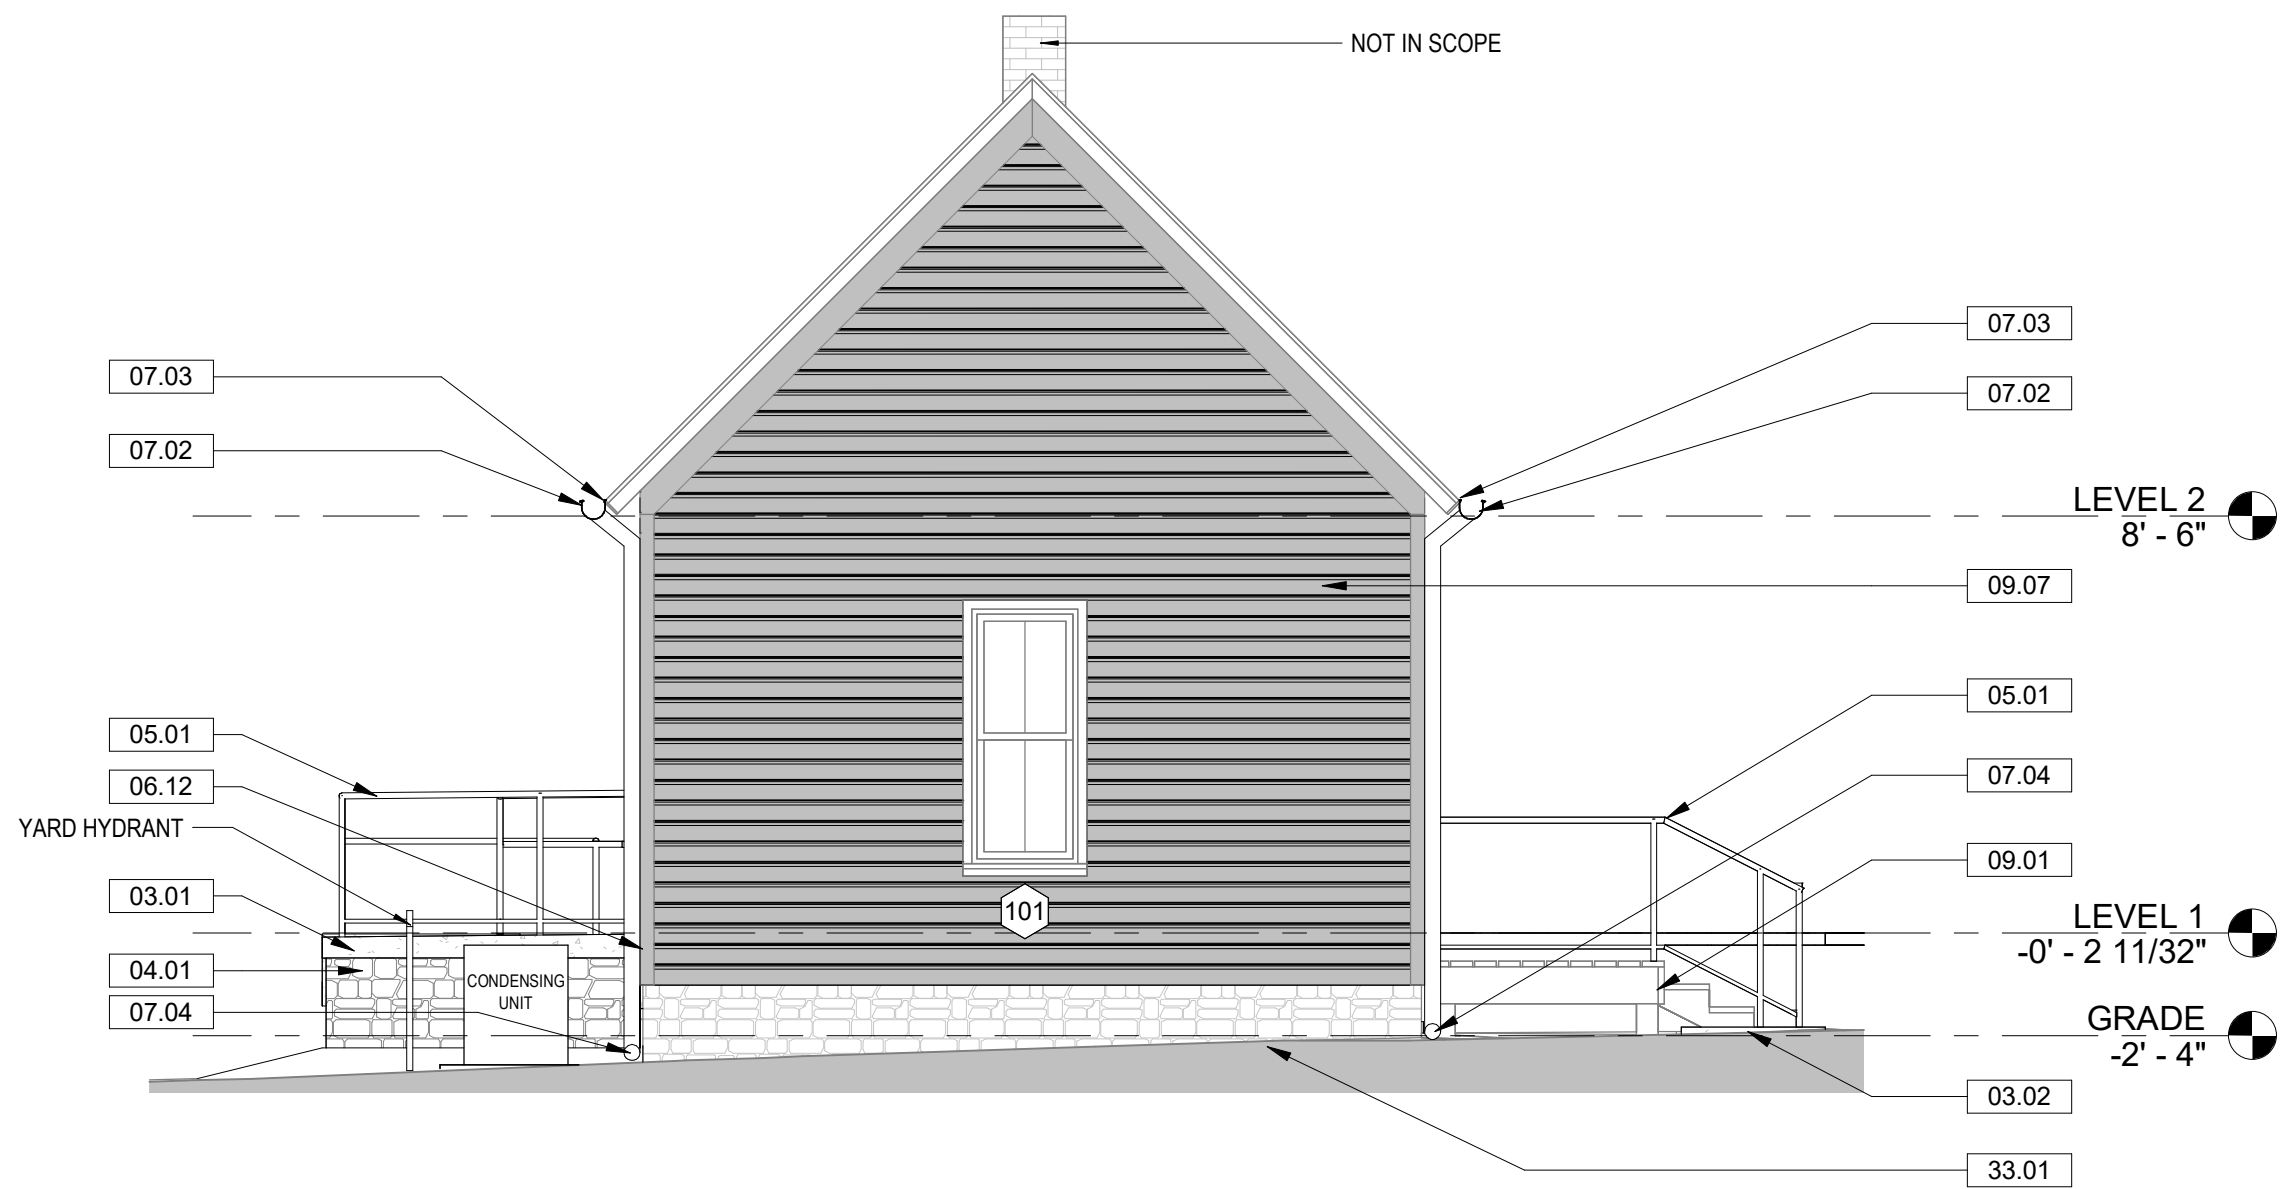 NOT IN SCOPE
07.03
07.03
07.02
07.02
LEVEL 2
8' - 6"
09.07
05.01
05.01
06.12
07.04
YARD HYDRANT
09.01
03.01
101
LEVEL 1
-0' - 2 11/32"
04.01
CONDENSING
UNIT
07.04
GRADE
-2' - 4"
03.02
33.01